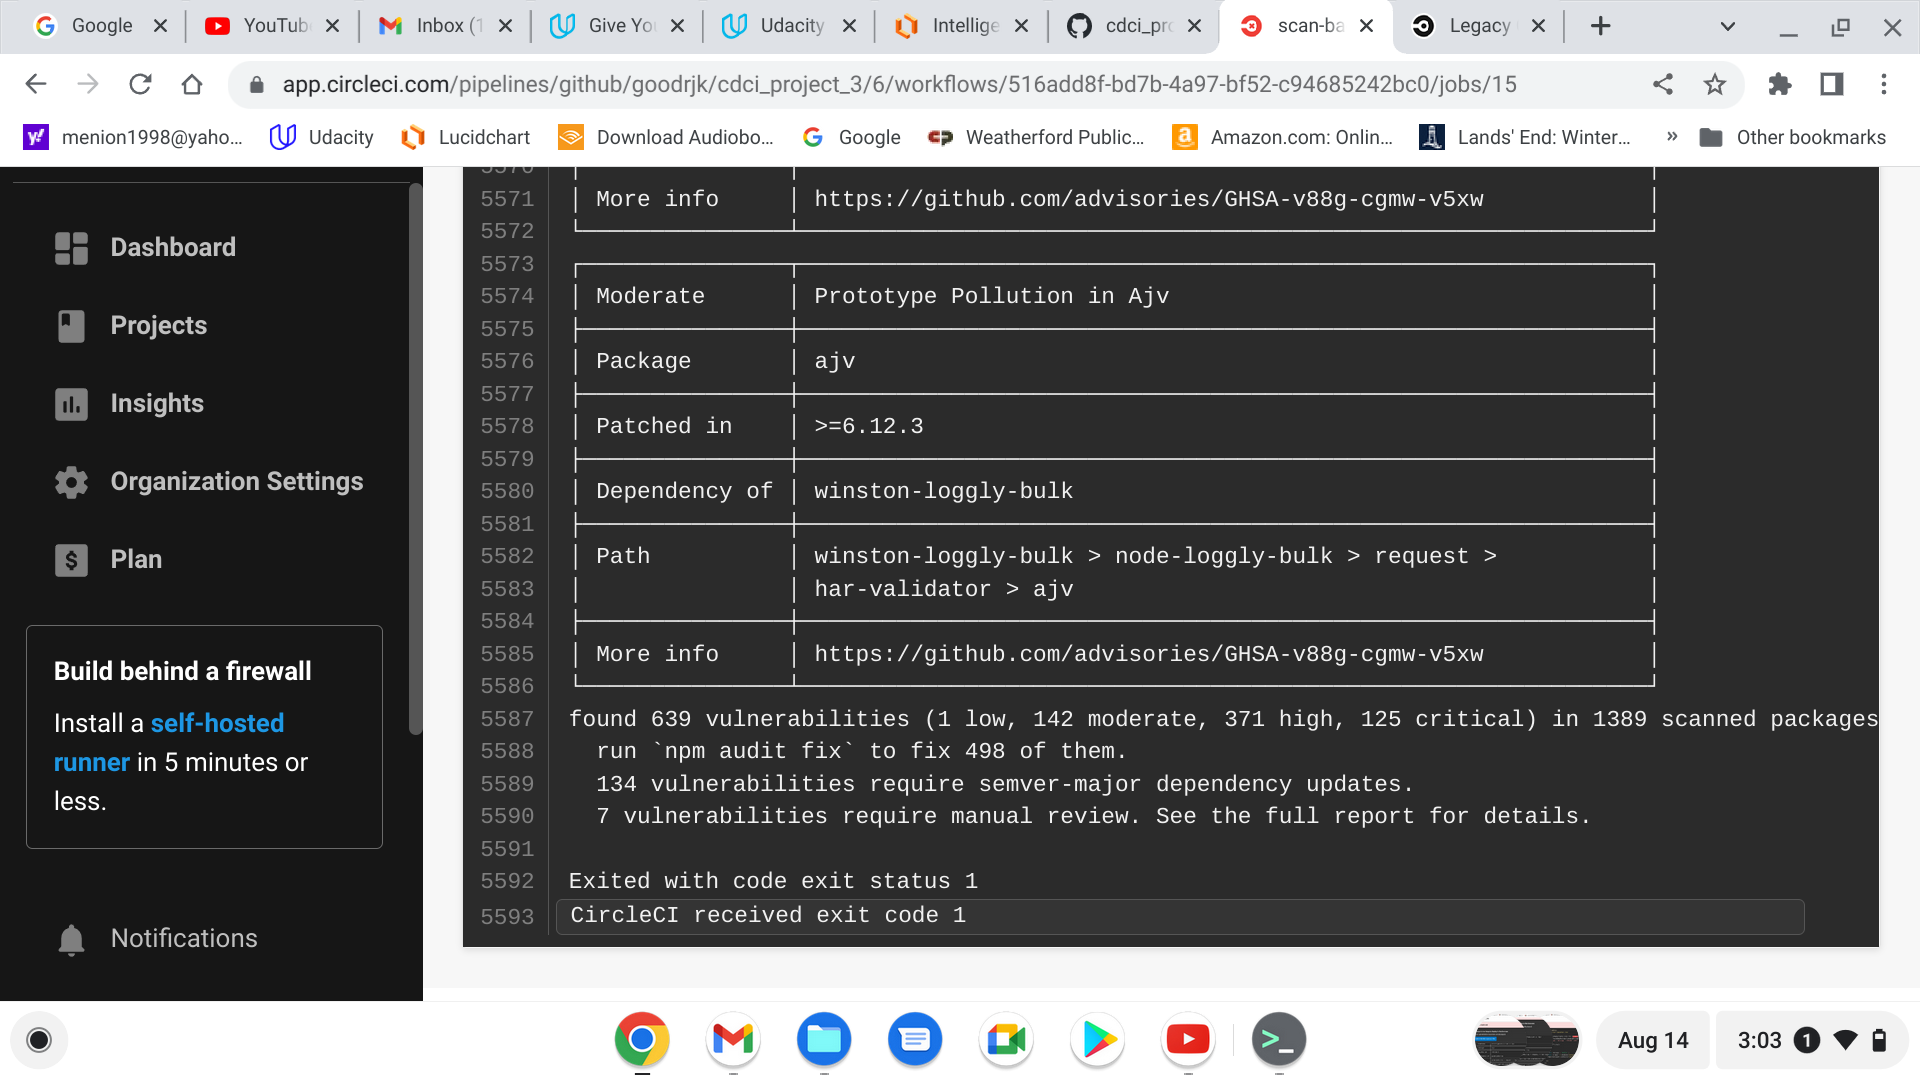 Google
YouTub
Inbox (1
Give Yo
Udacity
Intellige
cdci_pro
scan-ba
Legacy
app.circleci.com/pipelines/github/goodrjk/cdci_project_3/6/workflows/516add8f-bd7b-4a97-bf52-c94685242bc0/jobs/15
menion1998@yaho...
Udacity
Lucidchart
Download Audiobo...
Google
Weatherford Public...
Amazon.com: Onlin...
Lands' End: Winter...
»
Other bookmarks
Dashboard
Projects
Insights
Organization Settings
Plan
Build behind a firewall
Install a self-hosted
runner in 5 minutes or
less.
Notifications
5570
5571 More info https://github.com/advisories/GHSA-v88g-cgmw-v5xw
5572
5573
5574 Moderate Prototype Pollution in Ajv
5575
5576 Package ajv
5577
5578 Patched in >=6.12.3
5579
5580 Dependency of winston-loggly-bulk
5581
5582 Path winston-loggly-bulk > node-loggly-bulk > request >
5583 har-validator > ajv
5584
5585 More info https://github.com/advisories/GHSA-v88g-cgmw-v5xw
5586
5587 found 639 vulnerabilities (1 low, 142 moderate, 371 high, 125 critical) in 1389 scanned packages
5588 run `npm audit fix` to fix 498 of them.
5589 134 vulnerabilities require semver-major dependency updates.
5590 7 vulnerabilities require manual review. See the full report for details.
5591
5592 Exited with code exit status 1
5593 CircleCI received exit code 1
Aug 14
3:03 1